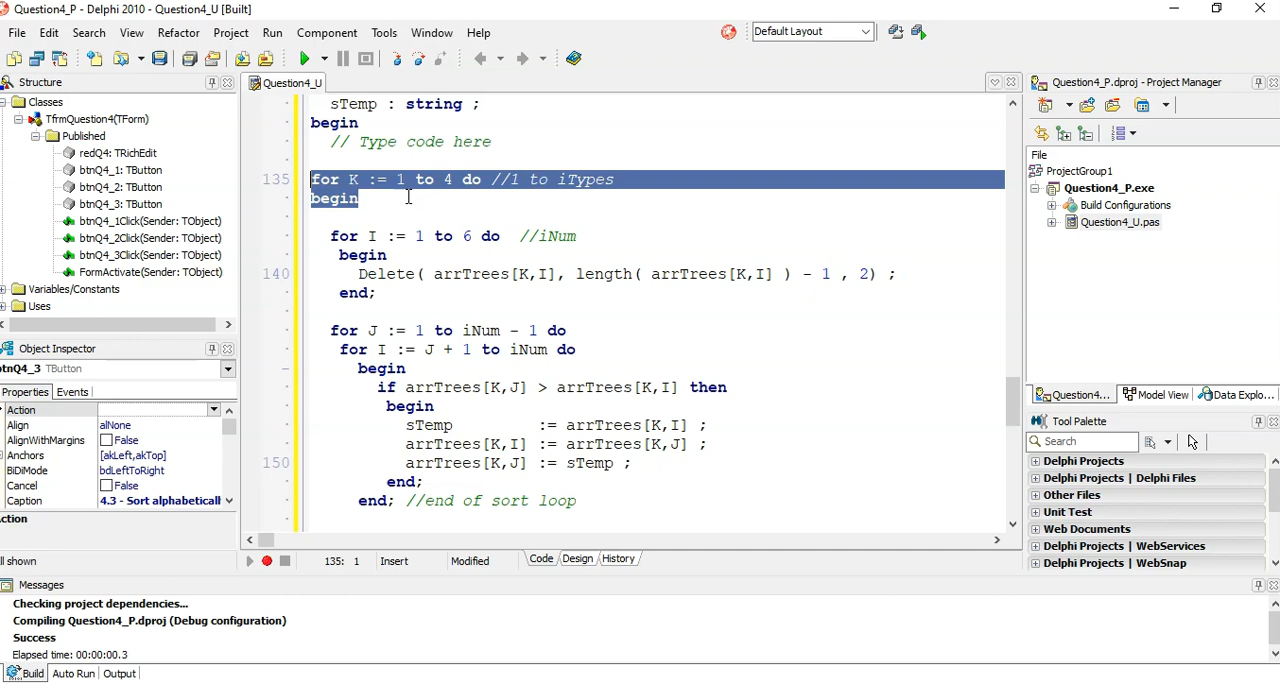 Question4_P - Delphi 2010 - Question4_U [Built]
File Edit Search View Refactor Project Run Component Tools Window Help
Default Layout
Structure
Classes
TfrmQuestion4(TForm)
Published
redQ4: TRichEdit
btnQ4_1: TButton
btnQ4_2: TButton
btnQ4_3: TButton
btnQ4_1Click(Sender: TObject)
btnQ4_2Click(Sender: TObject)
btnQ4_3Click(Sender: TObject)
FormActivate(Sender: TObject)
Variables/Constants
Uses
Object Inspector
tnQ4_3 TButton
Properties Events
Action
Align alNone
AlignWithMargins False
Anchors [akLeft,akTop]
BiDiMode bdLeftToRight
Cancel False
Caption 4.3 - Sort alphabeticall
ction
ll shown
Question4_U
sTemp : string ;
begin
// Type code here
135 for K := 1 to 4 do //1 to iTypes
begin
for I := 1 to 6 do //iNum
begin
140 Delete( arrTrees[K,I], length( arrTrees[K,I] ) - 1 , 2) ;
end;
for J := 1 to iNum - 1 do
for I := J + 1 to iNum do
begin
if arrTrees[K,J] > arrTrees[K,I] then
begin
sTemp := arrTrees[K,I] ;
arrTrees[K,I] := arrTrees[K,J] ;
150 arrTrees[K,J] := sTemp ;
end;
end; //end of sort loop
135: 1 Insert Modified Code Design History
Question4_P.dproj - Project Manager
File
ProjectGroup1
Question4_P.exe
Build Configurations
Question4_U.pas
Question4... Model View Data Explo...
Tool Palette
Search
Delphi Projects
Delphi Projects | Delphi Files
Other Files
Unit Test
Web Documents
Delphi Projects | WebServices
Delphi Projects | WebSnap
Messages
Checking project dependencies...
Compiling Question4_P.dproj (Debug configuration)
Success
Elapsed time: 00:00:00.3
Build Auto Run Output